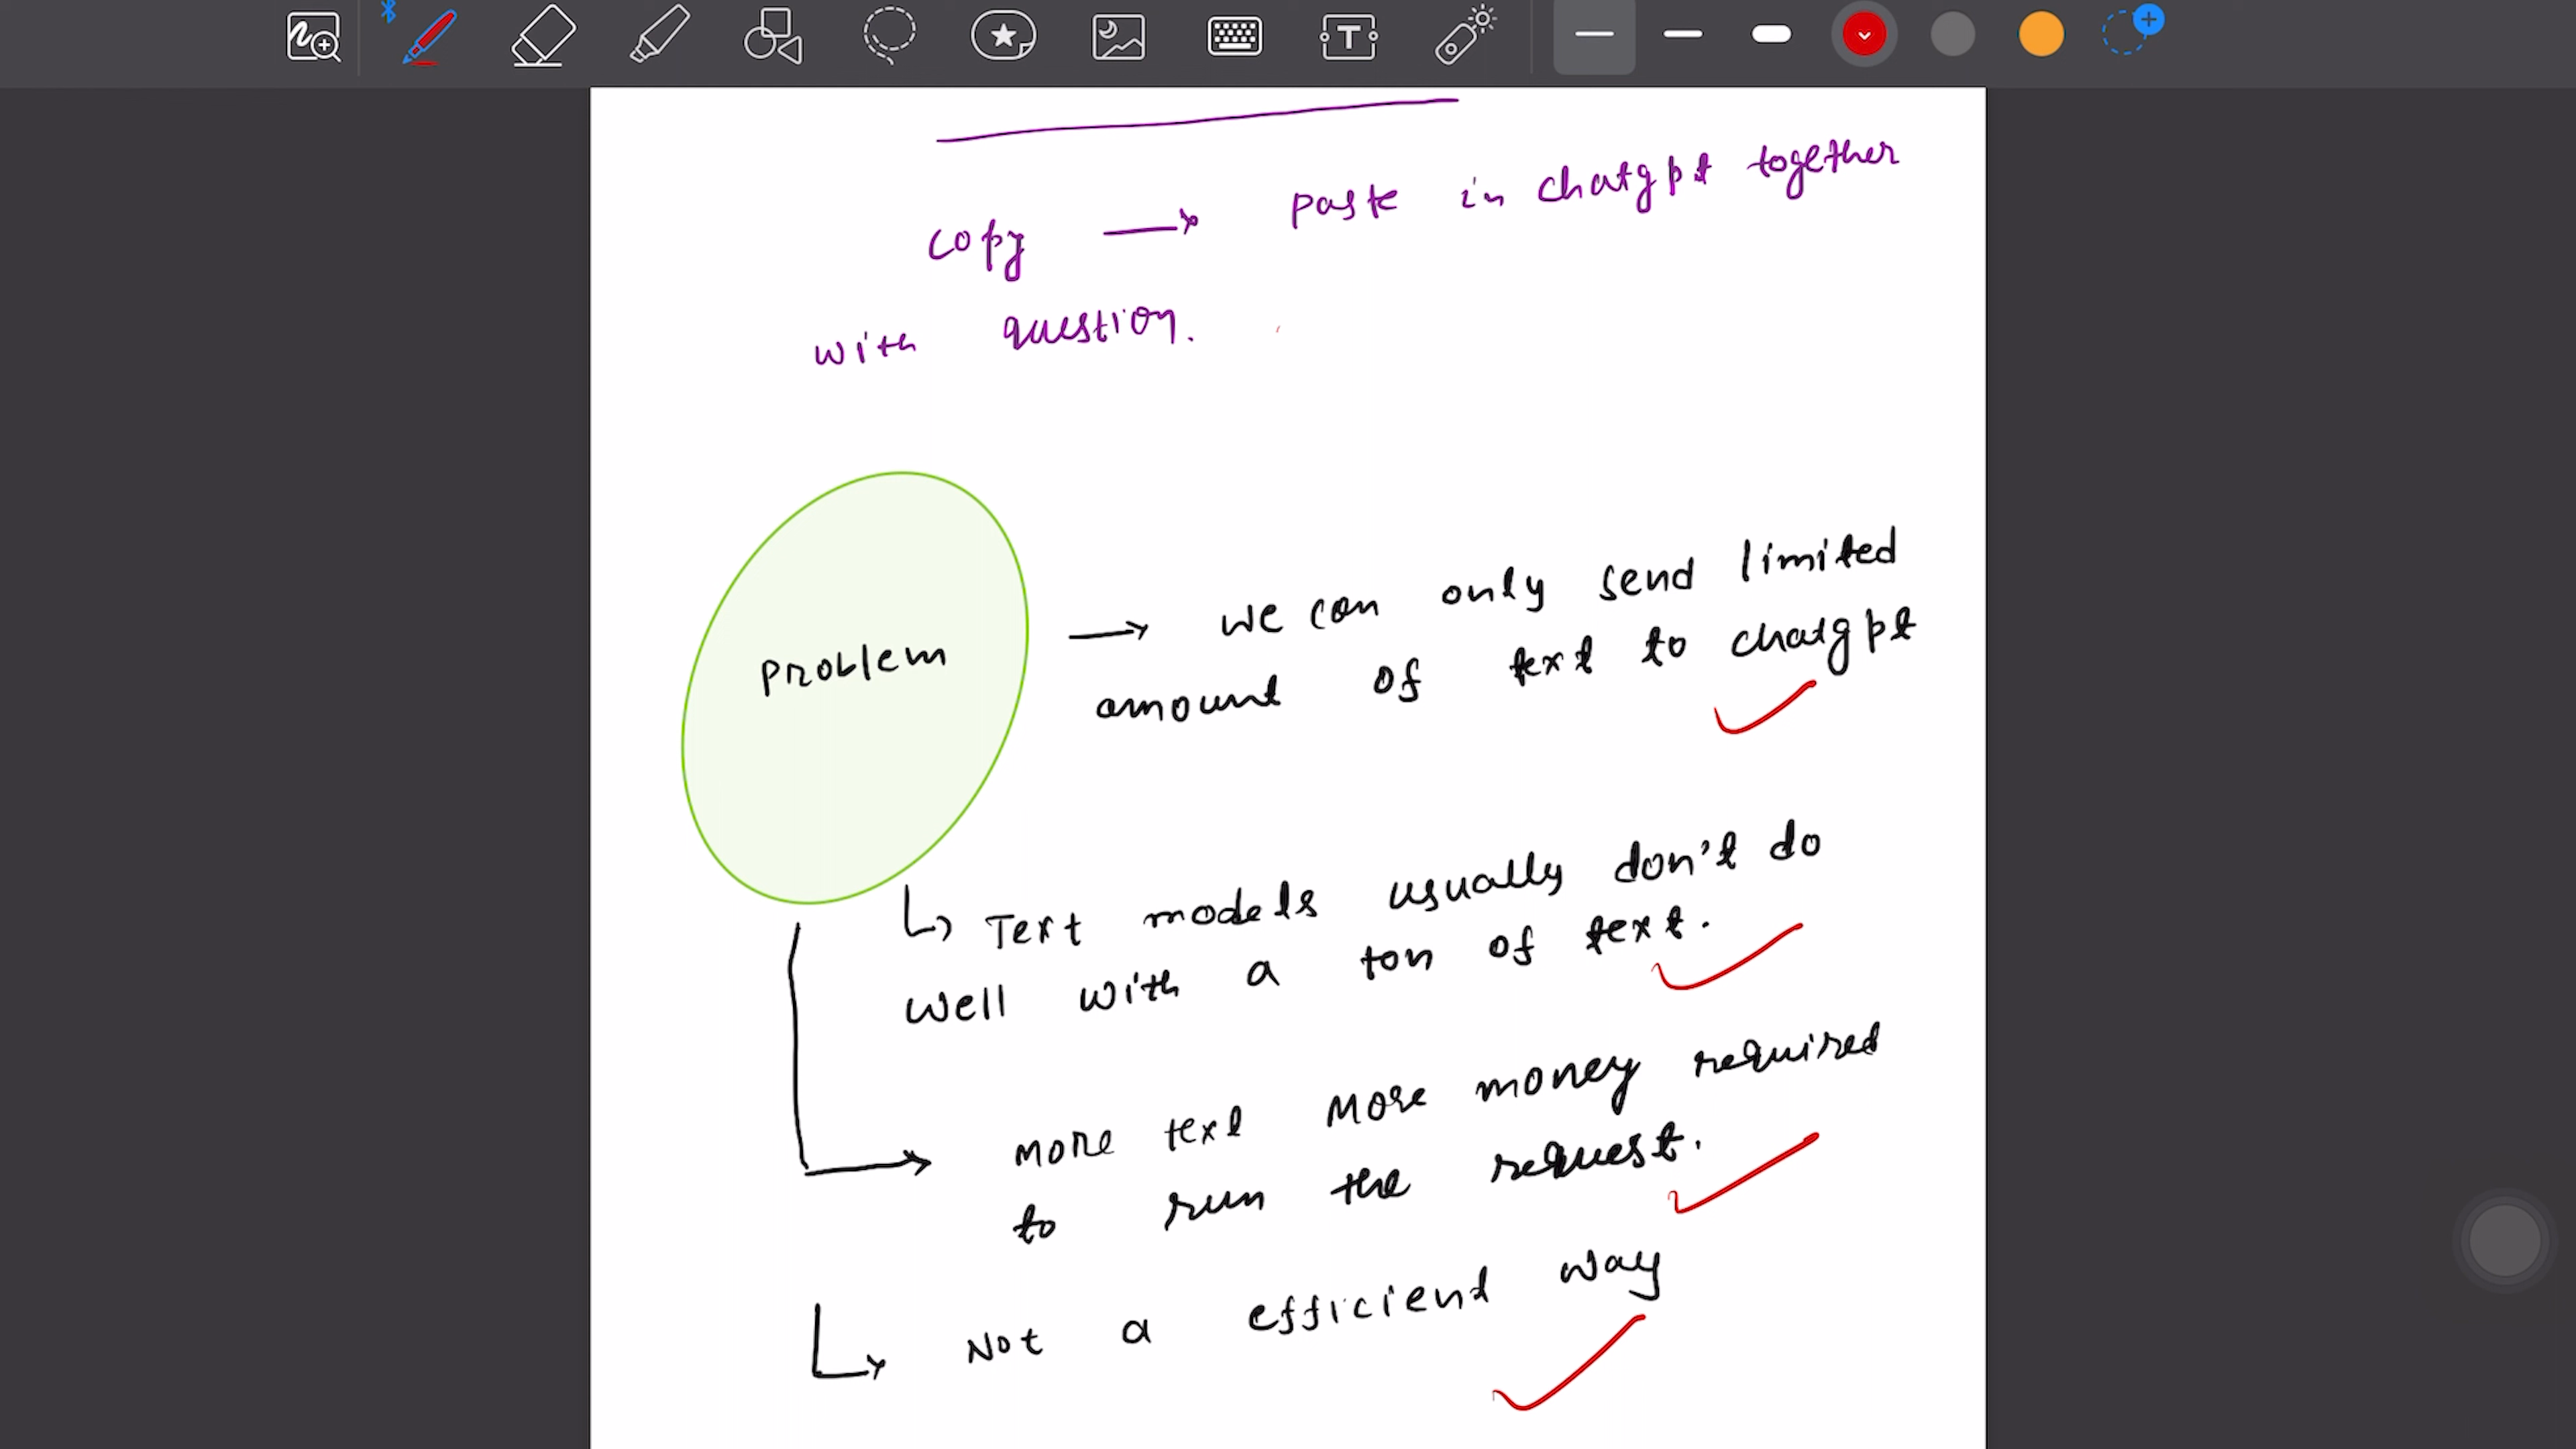 copy → paste in chatgpt together
with question.
Problem
→ we can only send limited
amount of text to chatgpt
Text models usually don't do
well with a ton of text.
more text More money required
to run the request.
Not a efficient way